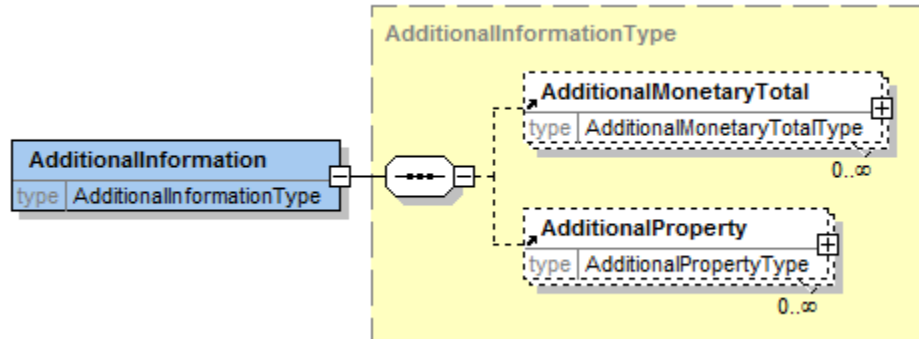 AdditionalInformationType
AdditionalMonetaryTotal
type AdditionalMonetaryTotalType
0..∞
AdditionalInformation
type AdditionalInformationType
AdditionalProperty
type AdditionalPropertyType
0..∞